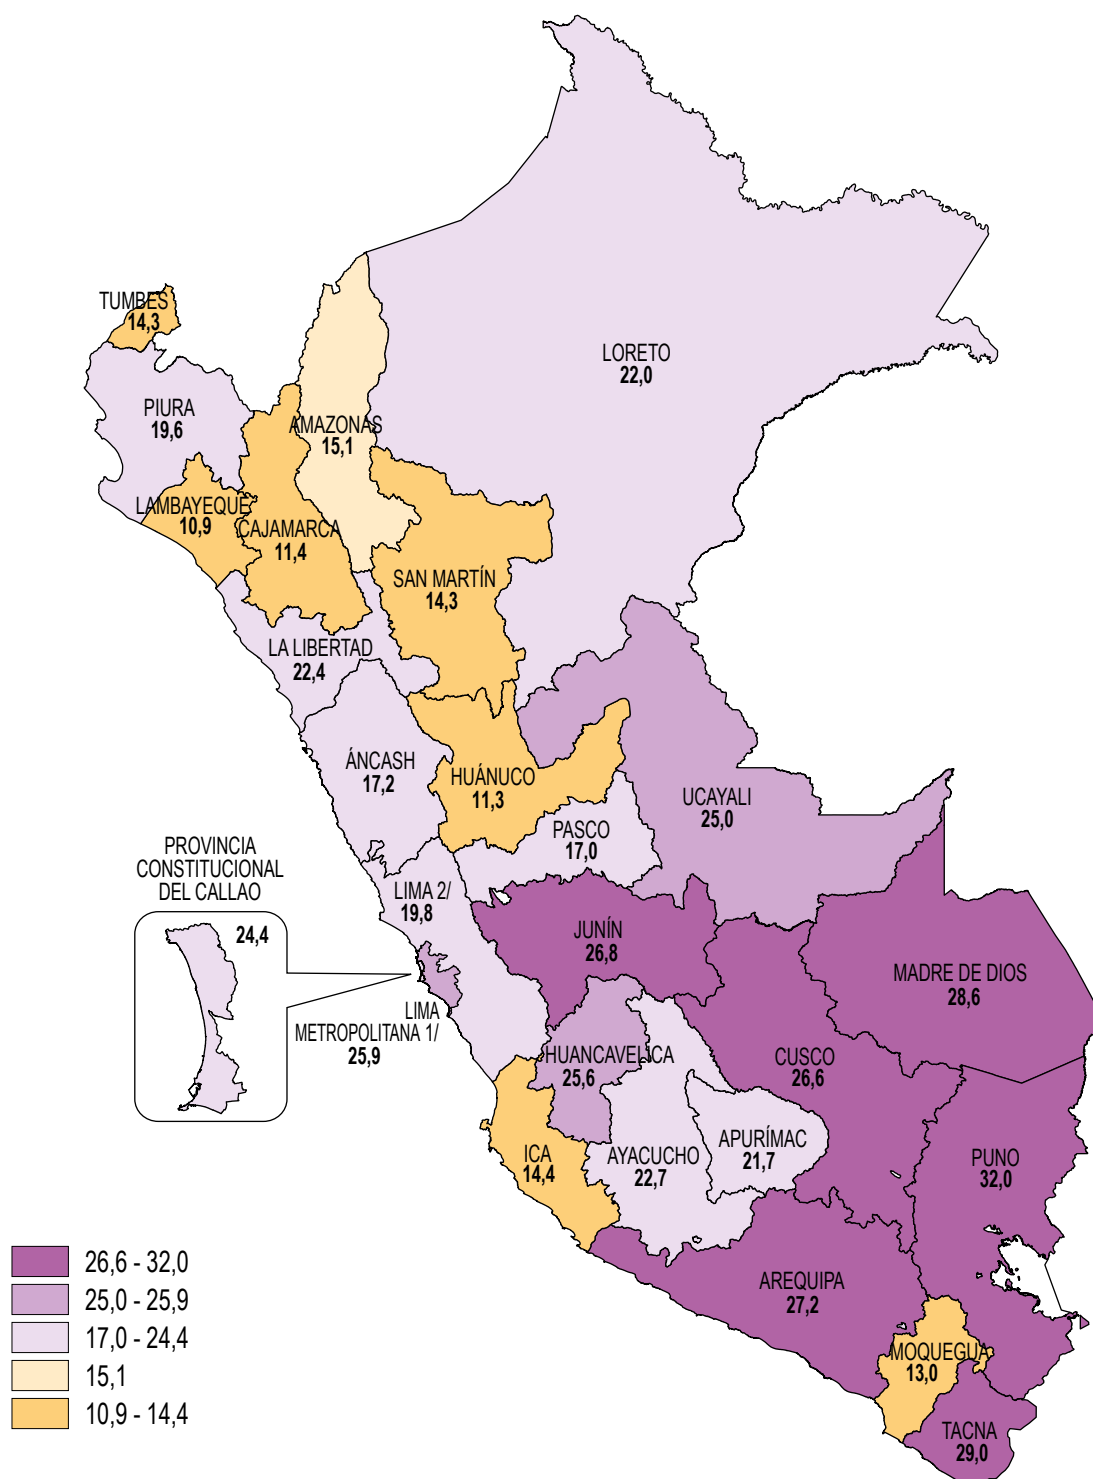 TUMBES
14,3
LORETO
22,0
PIURA
19,6
AMAZONAS
15,1
LAMBAYEQUE
10,9
CAJAMARCA
11,4
SAN MARTÍN
14,3
LA LIBERTAD
22,4
ÁNCASH
17,2
HUÁNUCO
11,3
UCAYALI
25,0
PASCO
17,0
PROVINCIA
CONSTITUCIONAL
DEL CALLAO
24,4
LIMA 2/
19,8
JUNÍN
26,8
MADRE DE DIOS
28,6
LIMA
METROPOLITANA 1/
25,9
HUANCAVELICA
25,6
CUSCO
26,6
ICA
14,4
AYACUCHO
22,7
APURÍMAC
21,7
PUNO
32,0
AREQUIPA
27,2
MOQUEGUA
13,0
TACNA
29,0
26,6 - 32,0
25,0 - 25,9
17,0 - 24,4
15,1
10,9 - 14,4